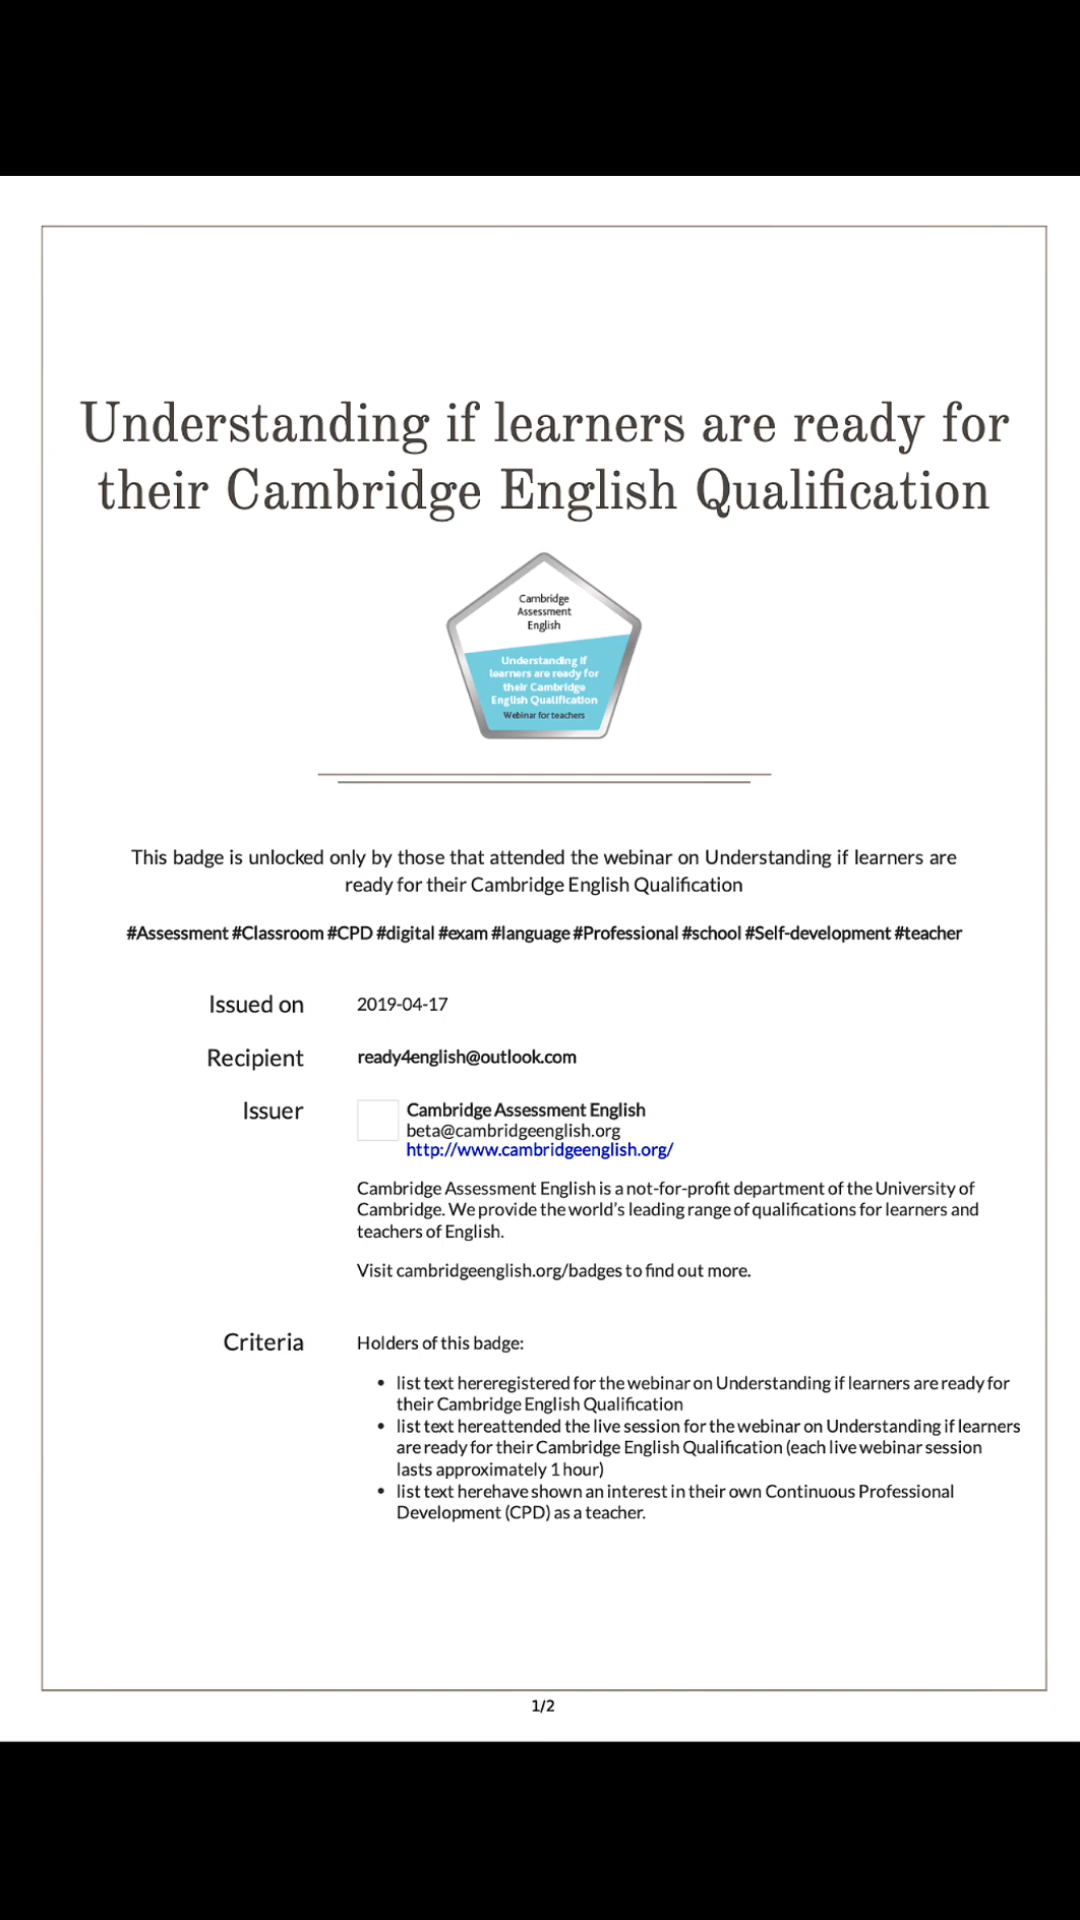 Understanding if learners are ready for
their Cambridge English Qualification
Cambridge
Assessment
English
Understanding if
learners are ready for
their Cambridge
English Qualification
Webinar for teachers
This badge is unlocked only by those that attended the webinar on Understanding if learners are
ready for their Cambridge English Qualification
#Assessment #Classroom #CPD #digital #exam #language #Professional #school #Self-development #teacher
Issued on 2019-04-17
Recipient ready4english@outlook.com
Issuer Cambridge Assessment English
beta@cambridgeenglish.org
http://www.cambridgeenglish.org/
Cambridge Assessment English is a not-for-profit department of the University of
Cambridge. We provide the world's leading range of qualifications for learners and
teachers of English.
Visit cambridgeenglish.org/badges to find out more.
Criteria Holders of this badge:
• list text hereregistered for the webinar on Understanding if learners are ready for
their Cambridge English Qualification
• list text hereattended the live session for the webinar on Understanding if learners
are ready for their Cambridge English Qualification (each live webinar session
lasts approximately 1 hour)
• list text herehave shown an interest in their own Continuous Professional
Development (CPD) as a teacher.
1/2